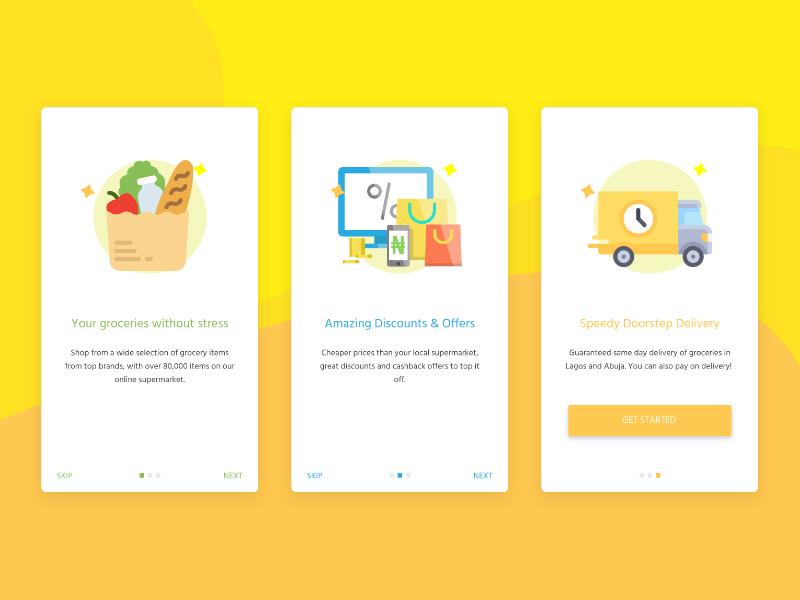 Your groceries without stress
Shop from a wide selection of grocery items
from top brands, with over 80,000 items on our
online supermarket.
SKIP
NEXT
%
₦
Amazing Discounts & Offers
Cheaper prices than your local supermarket,
great discounts and cashback offers to top it
off.
SKIP
NEXT
Speedy Doorstep Delivery
Guaranteed same day delivery of groceries in
Lagos and Abuja. You can also pay on delivery!
GET STARTED